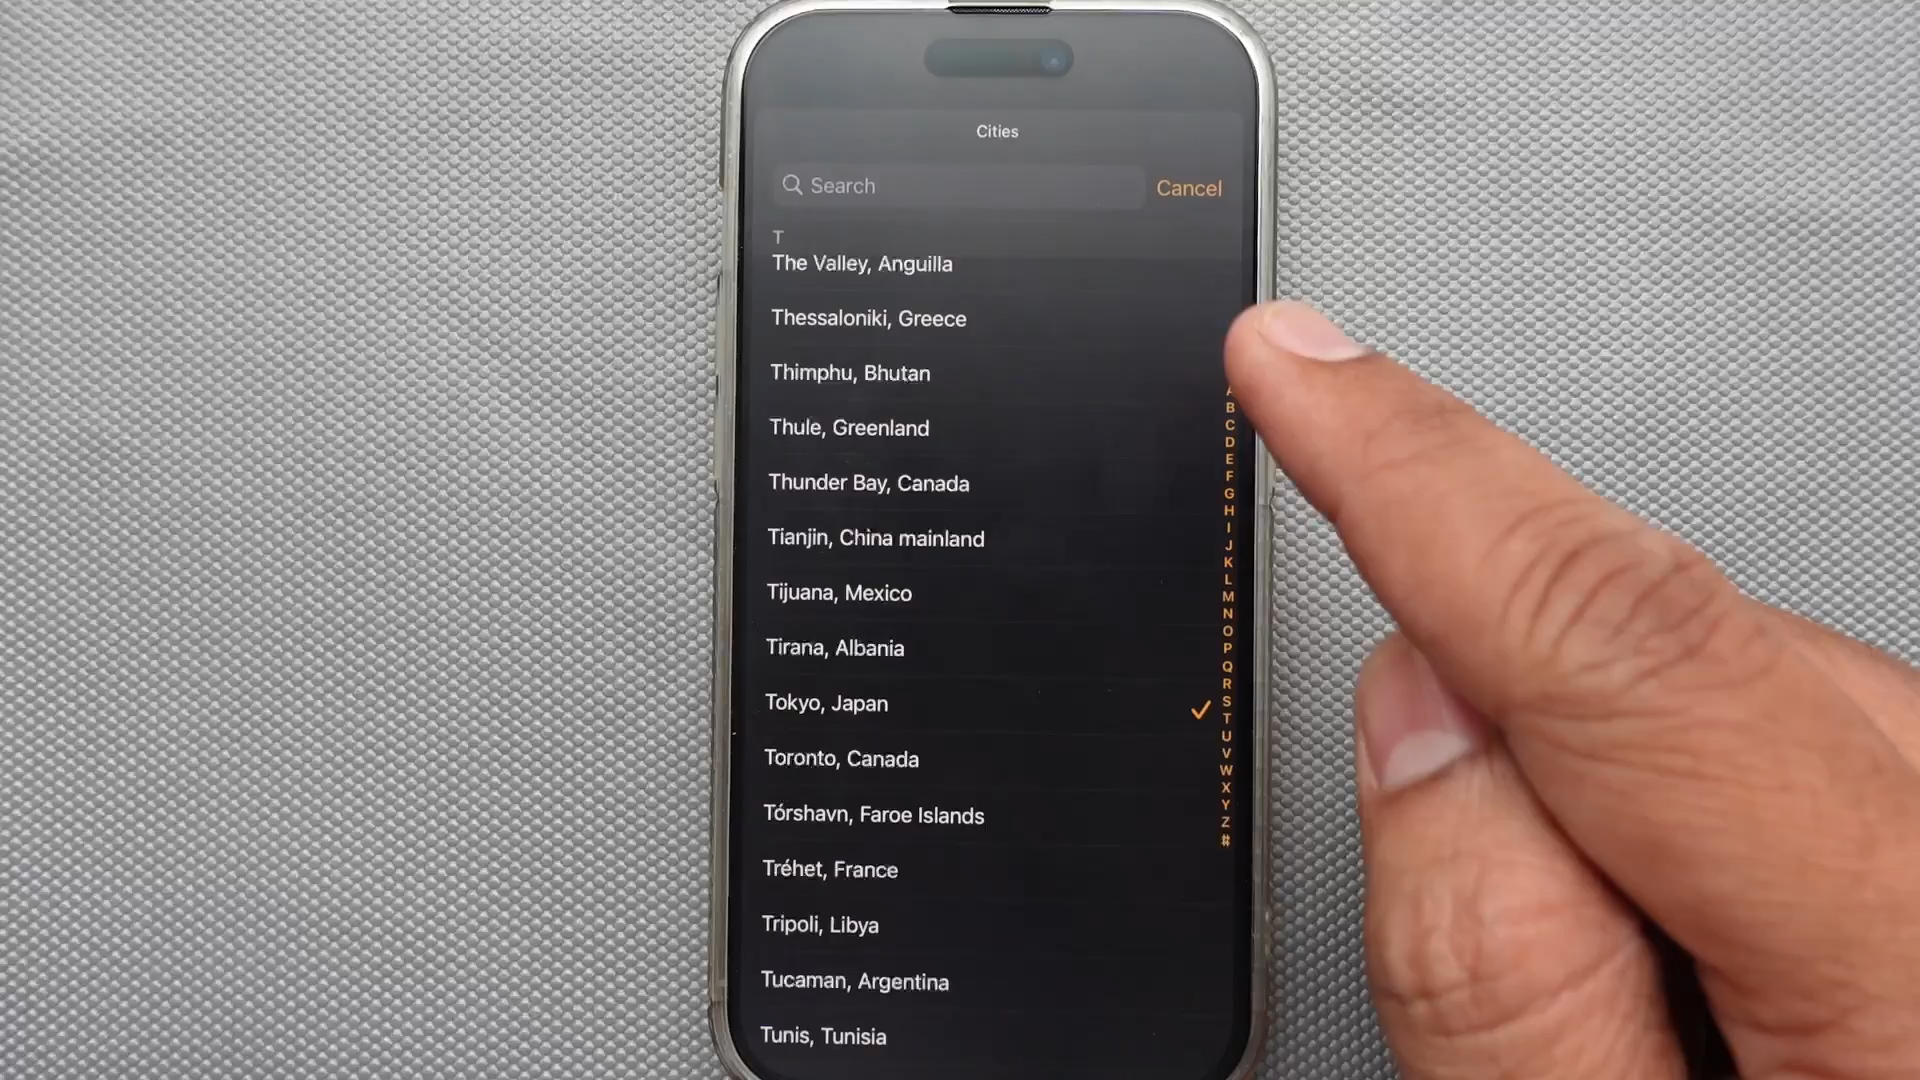 Cities
Search
Cancel
T
The Valley, Anguilla
Thessaloniki, Greece
Thimphu, Bhutan
Thule, Greenland
Thunder Bay, Canada
Tianjin, China mainland
Tijuana, Mexico
Tirana, Albania
Tokyo, Japan
Toronto, Canada
Tórshavn, Faroe Islands
Tréhet, France
Tripoli, Libya
Tucaman, Argentina
Tunis, Tunisia
A
B
C
D
E
F
G
H
I
J
K
L
M
N
O
P
Q
R
S
T
U
V
W
X
Y
Z
#